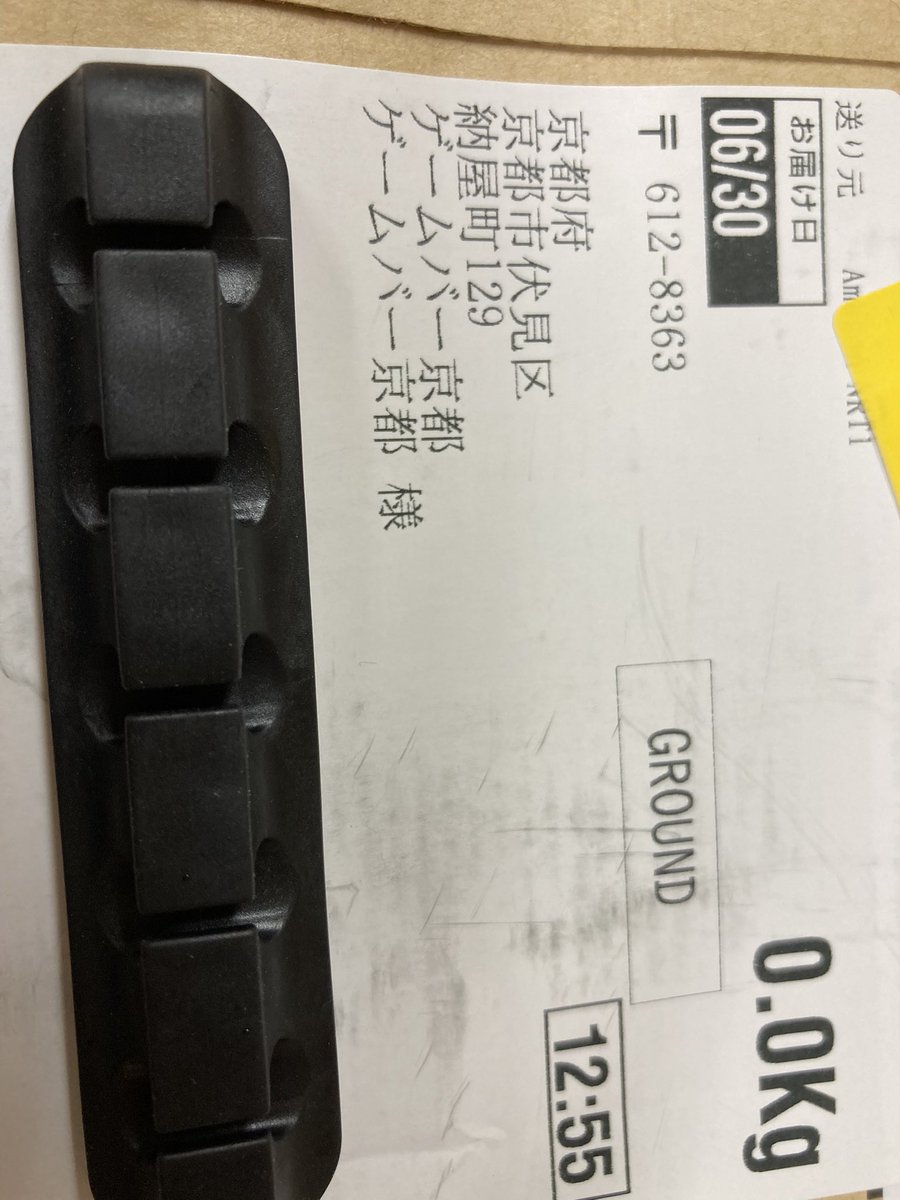 送り元 Am
NRT1
お届け日
06/30
〒 612-8363
京都府
京都市伏見区
納屋町129
ゲームバー 京都
ゲームバー 京都 様
GROUND
0.0Kg
12:55